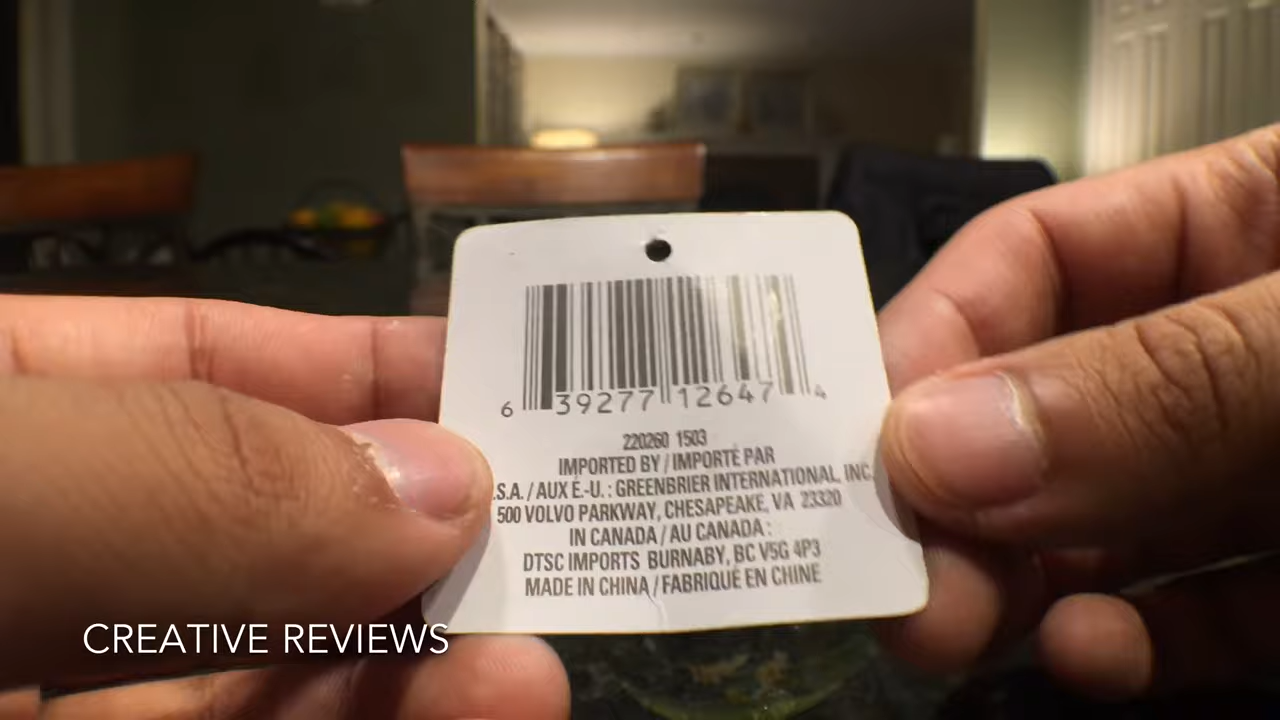 6 39277 12647 4
220260 1503
IMPORTED BY / IMPORTÉ PAR
.S.A. / AUX É.-U. : GREENBRIER INTERNATIONAL, INC.
500 VOLVO PARKWAY, CHESAPEAKE, VA 23320
IN CANADA / AU CANADA :
DTSC IMPORTS BURNABY, BC V5G 4P3
MADE IN CHINA / FABRIQUÉ EN CHINE
CREATIVE REVIEWS